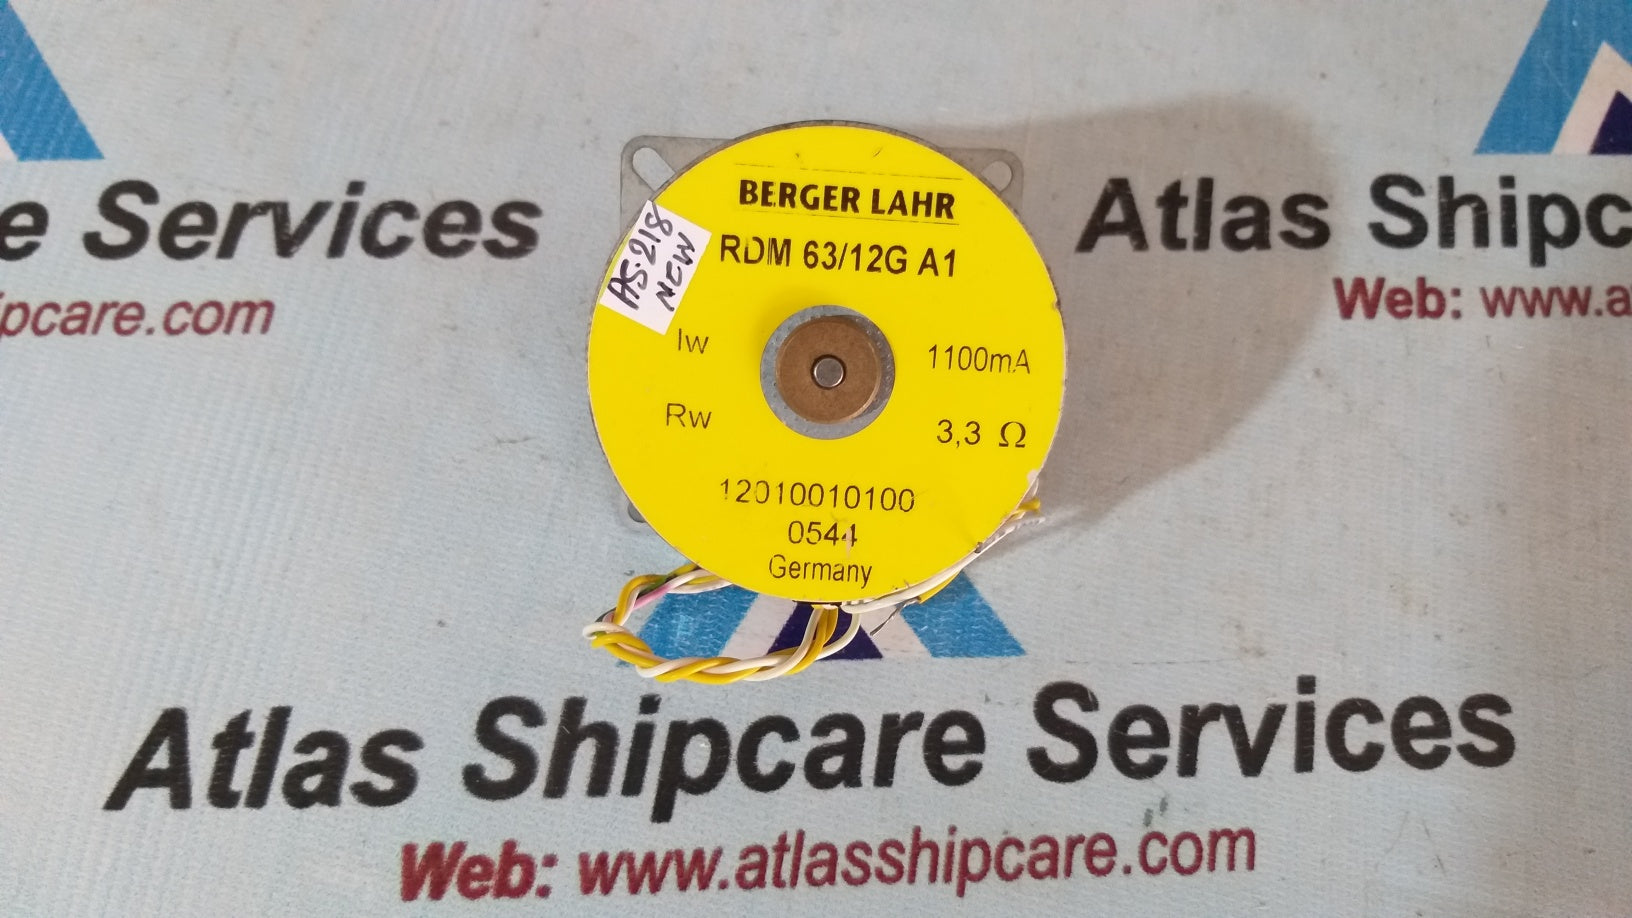 e Services
pcare.com
Atlas Shipc
Web: www.a
BERGER LAHR
RDM 63/12G A1
AS-218
NEW
Iw 1100mA
Rw 3,3 Ω
12010010100
0544
Germany
Atlas Shipcare Services
Web: www.atlasshipcare.com